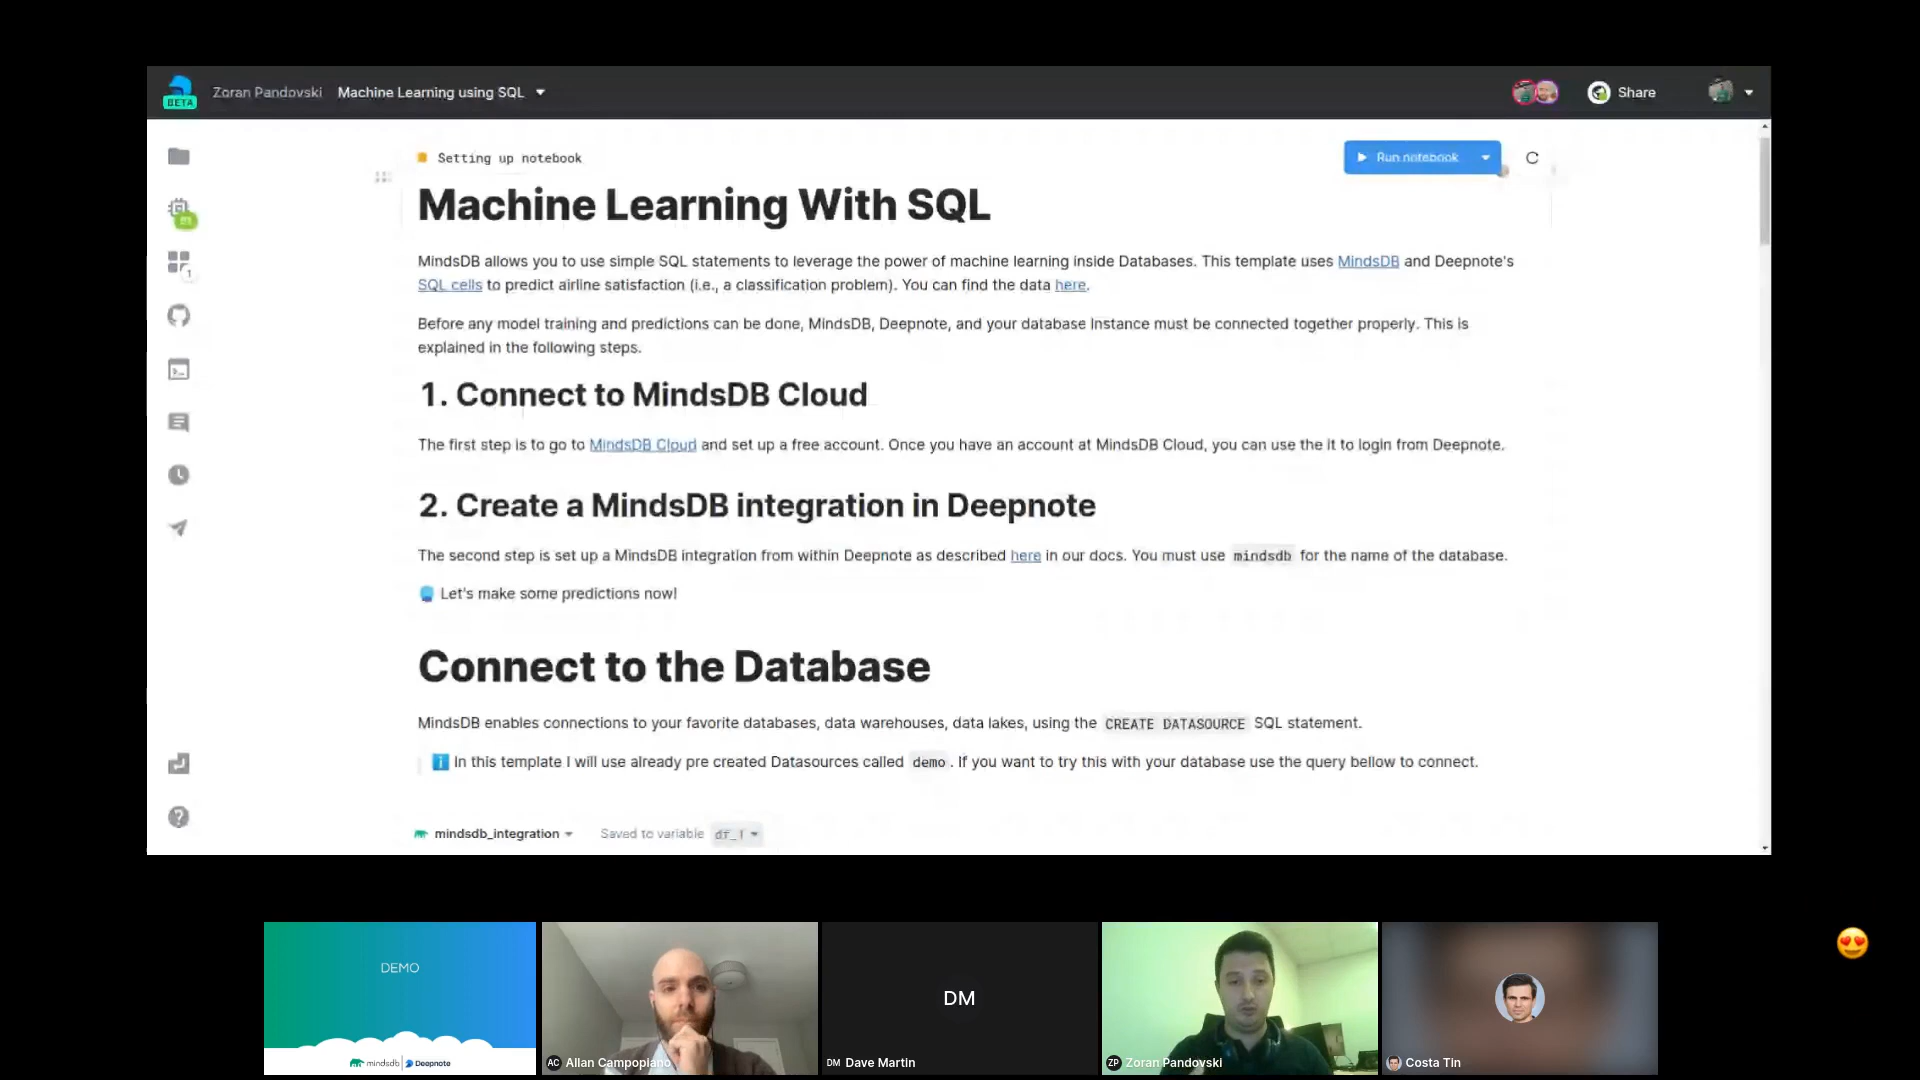 BETA
Zoran Pandovski Machine Learning using SQL
Share
Setting up notebook
Run notebook
Machine Learning With SQL
MindsDB allows you to use simple SQL statements to leverage the power of machine learning inside Databases. This template uses MindsDB and Deepnote's
SQL cells to predict airline satisfaction (i.e., a classification problem). You can find the data here.
Before any model training and predictions can be done, MindsDB, Deepnote, and your database instance must be connected together properly. This is
explained in the following steps.
1. Connect to MindsDB Cloud
The first step is to go to MindsDB Cloud and set up a free account. Once you have an account at MindsDB Cloud, you can use the it to login from Deepnote.
2. Create a MindsDB integration in Deepnote
The second step is set up a MindsDB integration from within Deepnote as described here in our docs. You must use mindsdb for the name of the database.
Let's make some predictions now!
Connect to the Database
MindsDB enables connections to your favorite databases, data warehouses, data lakes, using the CREATE DATASOURCE SQL statement.
In this template I will use already pre created Datasources called demo. If you want to try this with your database use the query bellow to connect.
mindsdb_integration Saved to variable df_1
1
DEMO
mindsdb | Deepnote
AC Allan Campopiano
DM
DM Dave Martin
ZP Zoran Pandovski
Costa Tin